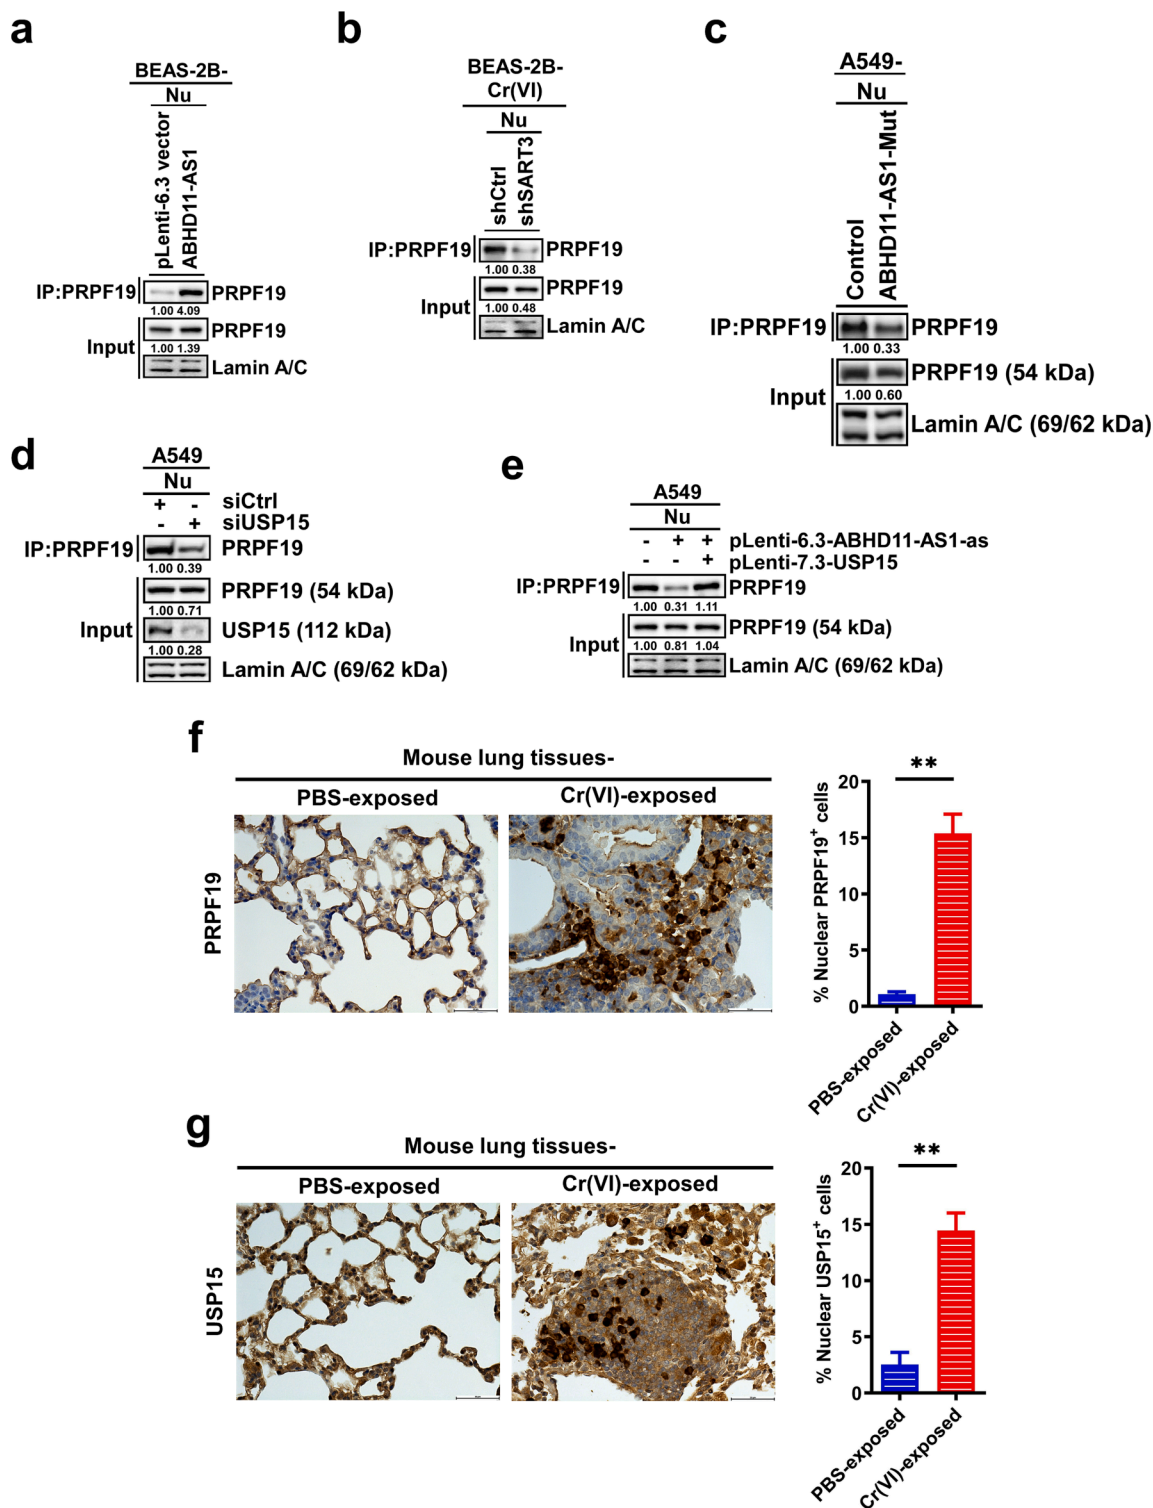 a
BEAS-2B-
Nu
pLenti-6.3 vector
ABHD11-AS1
IP:PRPF19
PRPF19
1.00 4.09
Input
PRPF19
1.00 1.39
Lamin A/C
b
BEAS-2B-
Cr(VI)
Nu
shCtrl
shSART3
IP:PRPF19
PRPF19
1.00 0.38
Input
PRPF19
1.00 0.48
Lamin A/C
c
A549-
Nu
Control
ABHD11-AS1-Mut
IP:PRPF19
PRPF19
1.00 0.33
Input
PRPF19 (54 kDa)
1.00 0.60
Lamin A/C (69/62 kDa)
d
A549
Nu
+ - siCtrl
- + siUSP15
IP:PRPF19
PRPF19
1.00 0.39
Input
PRPF19 (54 kDa)
1.00 0.71
USP15 (112 kDa)
1.00 0.28
Lamin A/C (69/62 kDa)
e
A549
Nu
- + + pLenti-6.3-ABHD11-AS1-as
- - + pLenti-7.3-USP15
IP:PRPF19
PRPF19
1.00 0.31 1.11
Input
PRPF19 (54 kDa)
1.00 0.81 1.04
Lamin A/C (69/62 kDa)
f
Mouse lung tissues-
PBS-exposed
Cr(VI)-exposed
PRPF19
% Nuclear PRPF19⁺ cells
20
15
10
5
0
**
PBS-exposed
Cr(VI)-exposed
g
Mouse lung tissues-
PBS-exposed
Cr(VI)-exposed
USP15
% Nuclear USP15⁺ cells
20
15
10
5
0
**
PBS-exposed
Cr(VI)-exposed